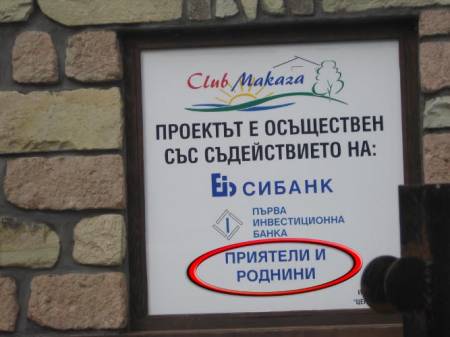 Club Makaza
ПРОЕКТЪТ Е ОСЪЩЕСТВЕН
СЪС СЪДЕЙСТВИЕТО НА:
СИБАНК
ПЪРВА
ИНВЕСТИЦИОННА
БАНКА
ПРИЯТЕЛИ И
РОДНИНИ